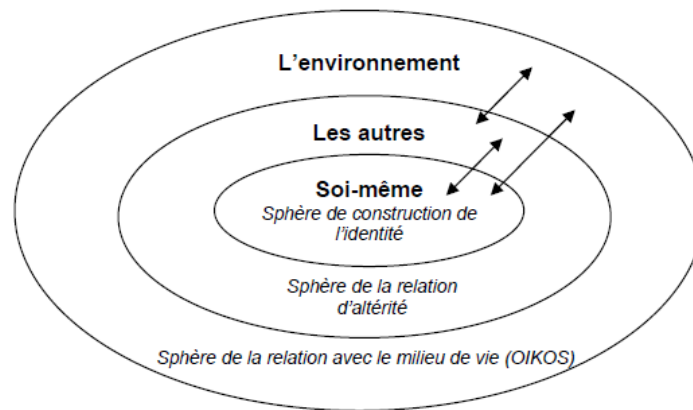 L'environnement
Les autres
Soi-même
Sphère de construction de
l'identité
Sphère de la relation
d'altérité
Sphère de la relation avec le milieu de vie (OIKOS)